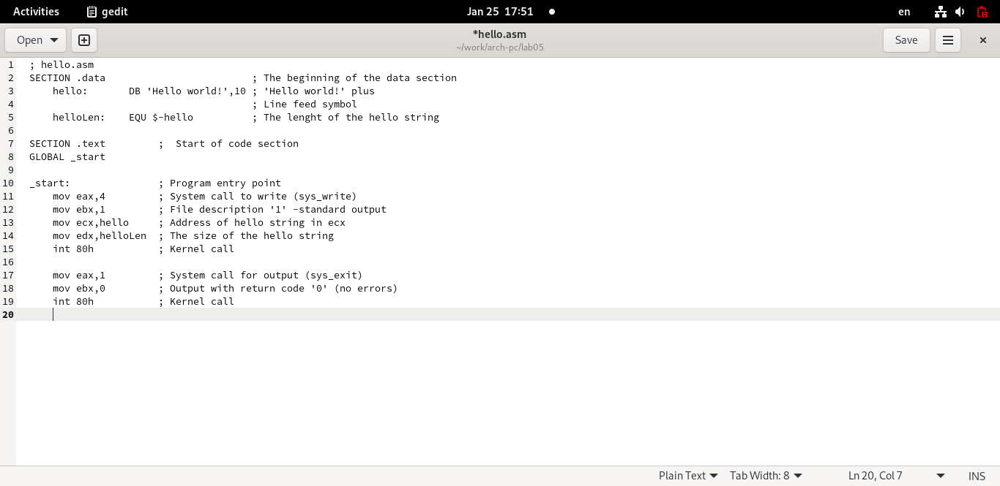 Activities gedit Jan 25 17:51 en
Open *hello.asm Save
~/work/arch-pc/lab05
1 ; hello.asm
2 SECTION .data ; The beginning of the data section
3 hello: DB 'Hello world!',10 ; 'Hello world!' plus
4 ; Line feed symbol
5 helloLen: EQU $-hello ; The lenght of the hello string
6
7 SECTION .text ; Start of code section
8 GLOBAL _start
9
10 _start: ; Program entry point
11 mov eax,4 ; System call to write (sys_write)
12 mov ebx,1 ; File description '1' -standard output
13 mov ecx,hello ; Address of hello string in ecx
14 mov edx,helloLen ; The size of the hello string
15 int 80h ; Kernel call
16
17 mov eax,1 ; System call for output (sys_exit)
18 mov ebx,0 ; Output with return code '0' (no errors)
19 int 80h ; Kernel call
20
Plain Text Tab Width: 8 Ln 20, Col 7 INS